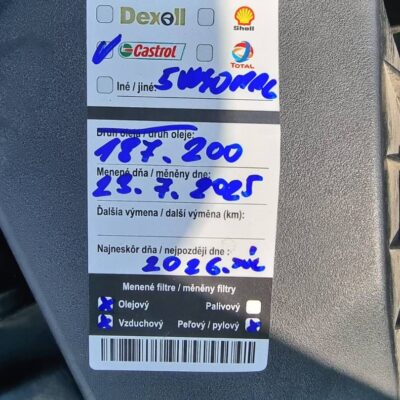 Dexoll
Shell
Castrol
TOTAL
Iné / jiné: 5W40
Druh oleja / druh oleje:
187.200
Menené dňa / měněny dne:
23.7.2025
Ďalšia výmena / další výměna (km):
Najneskôr dňa / nejpozději dne :
2026.
Menené filtre / měněny filtry
Olejový Palivový
Vzduchový Peľový / pylový